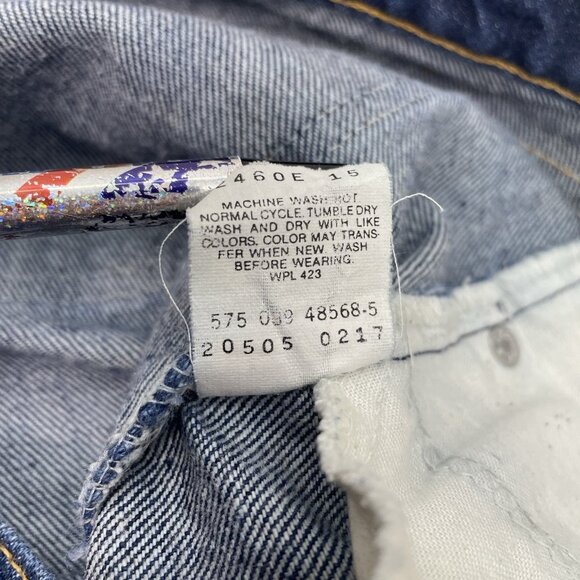 2460E 15
MACHINE WASH HOT
NORMAL CYCLE. TUMBLE DRY
WASH AND DRY WITH LIKE
COLORS. COLOR MAY TRANS
FER WHEN NEW. WASH
BEFORE WEARING.
WPL 423
575 48568-5
20505 0217